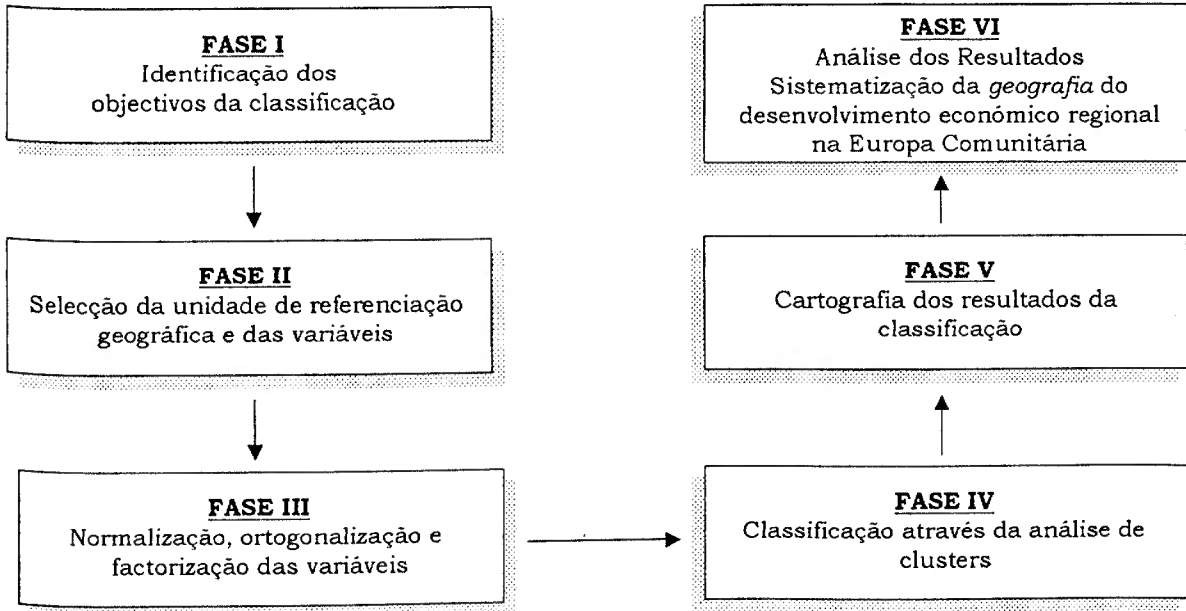 FASE I
Identificação dos
objectivos da classificação
FASE II
Selecção da unidade de referenciação
geográfica e das variáveis
FASE III
Normalização, ortogonalização e
factorização das variáveis
FASE IV
Classificação através da análise de
clusters
FASE V
Cartografia dos resultados da
classificação
FASE VI
Análise dos Resultados
Sistematização da geografia do
desenvolvimento económico regional
na Europa Comunitária